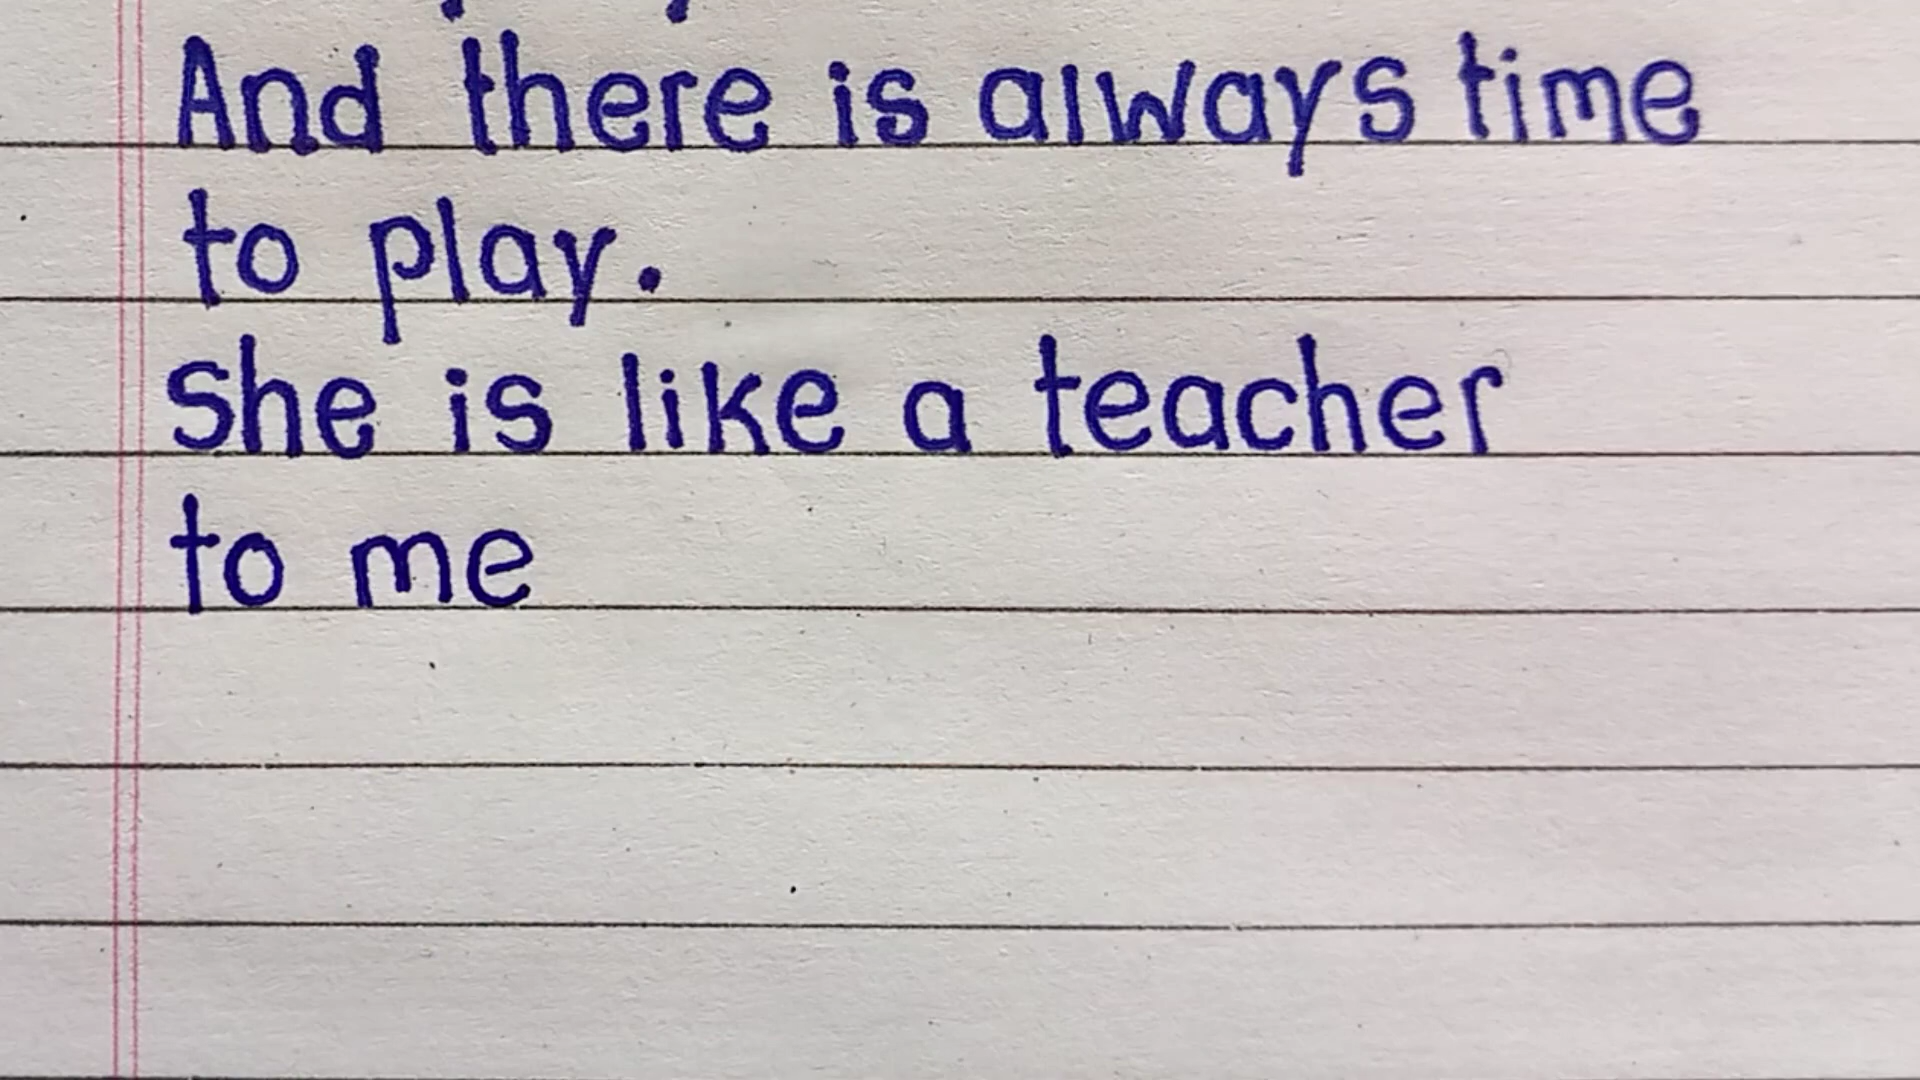 And there is always time
to play.
She is like a teacher
to me